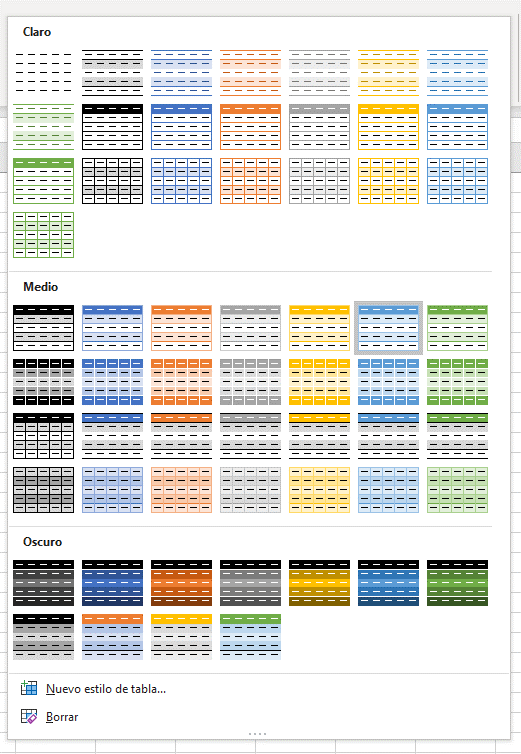 Claro
Medio
Oscuro
Nuevo estilo de tabla...
Borrar